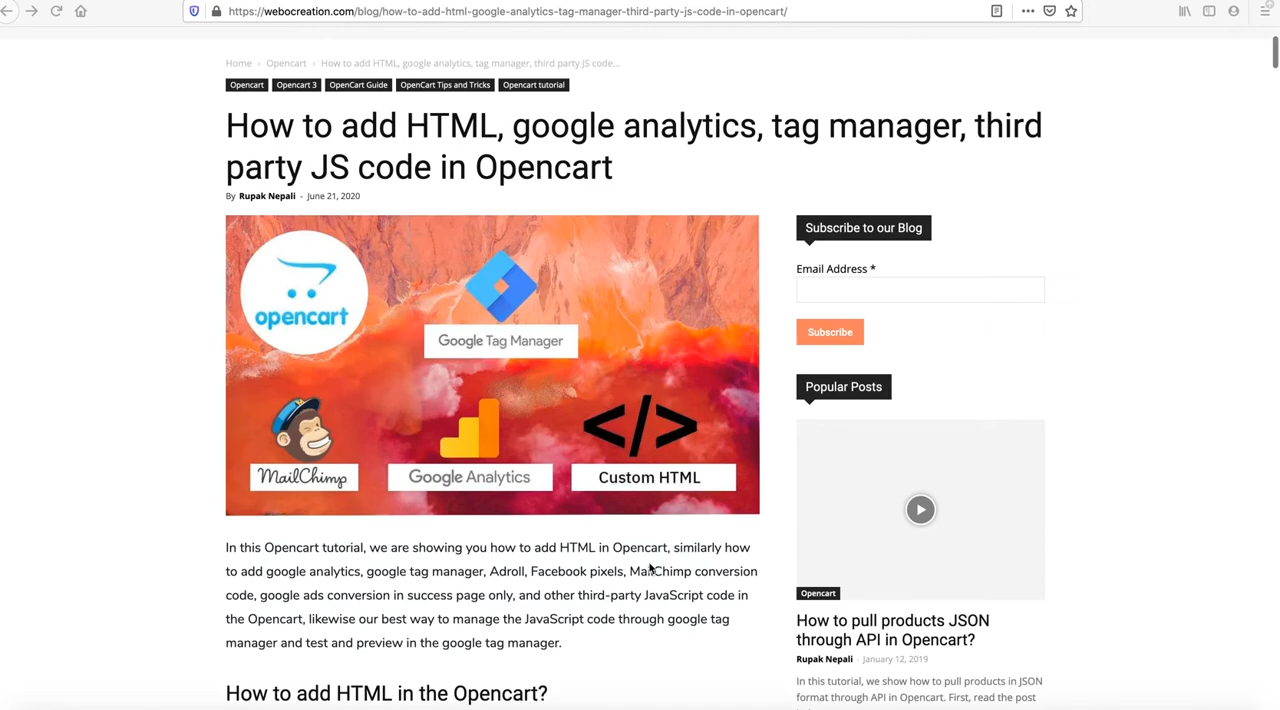 https://webocreation.com/blog/how-to-add-html-google-analytics-tag-manager-third-party-js-code-in-opencart/
Home › Opencart › How to add HTML, google analytics, tag manager, third party JS code...
Opencart Opencart 3 OpenCart Guide OpenCart Tips and Tricks Opencart tutorial
How to add HTML, google analytics, tag manager, third
party JS code in Opencart
By Rupak Nepali - June 21, 2020
opencart
Google Tag Manager
MailChimp
Google Analytics
</>
Custom HTML
In this Opencart tutorial, we are showing you how to add HTML in Opencart, similarly how
to add google analytics, google tag manager, Adroll, Facebook pixels, MailChimp conversion
code, google ads conversion in success page only, and other third-party JavaScript code in
the Opencart, likewise our best way to manage the JavaScript code through google tag
manager and test and preview in the google tag manager.
How to add HTML in the Opencart?
Subscribe to our Blog
Email Address *
Subscribe
Popular Posts
Opencart
How to pull products JSON
through API in Opencart?
Rupak Nepali - January 12, 2019
In this tutorial, we show how to pull products in JSON
format through API in Opencart. First, read the post